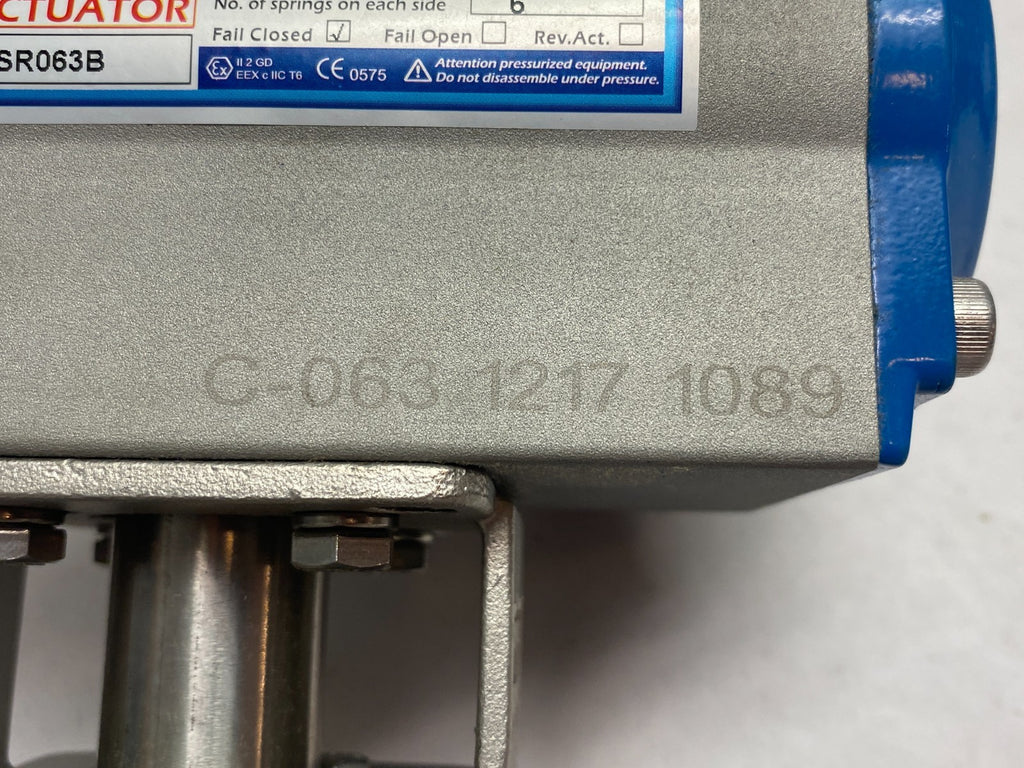 CTUATOR
No. of springs on each side 6
Fail Closed ☑ Fail Open ☐ Rev.Act. ☐
SR063B
Ex II 2 GD
EEX c IIC T6
CE 0575
Attention pressurized equipment.
Do not disassemble under pressure.
C-063 1217 1089